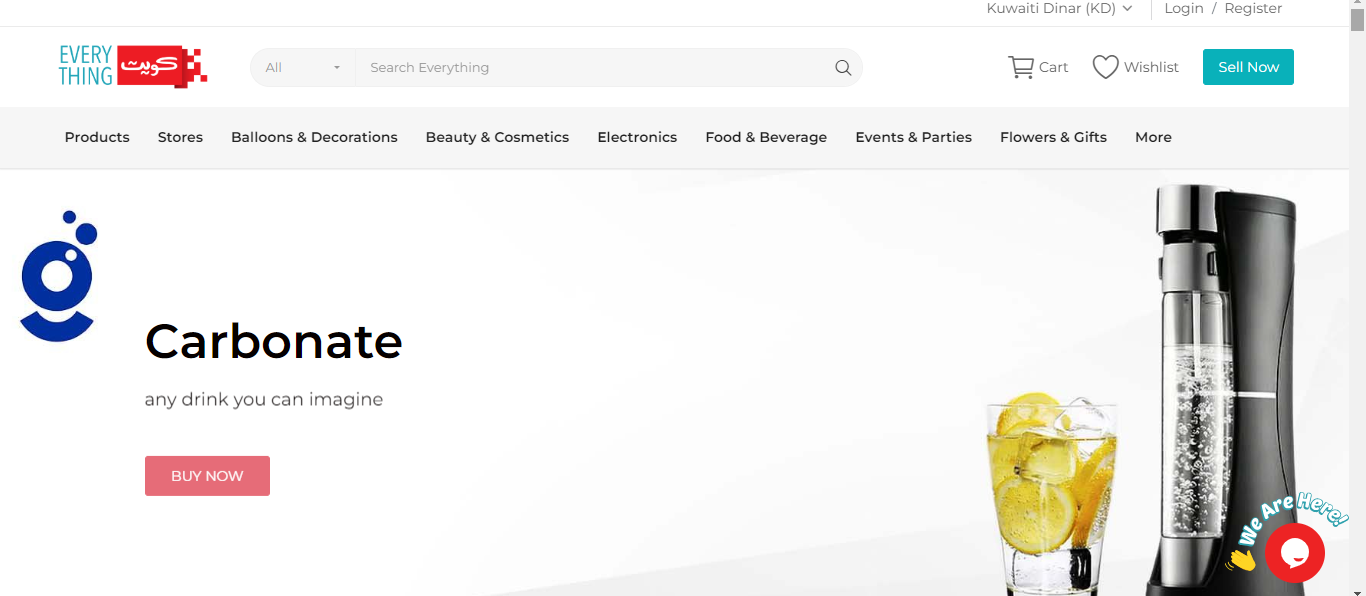 Kuwaiti Dinar (KD)
Login / Register
EVERY
THING
كويت
All
Search Everything
Cart
Wishlist
Sell Now
Products
Stores
Balloons & Decorations
Beauty & Cosmetics
Electronics
Food & Beverage
Events & Parties
Flowers & Gifts
More
Carbonate
any drink you can imagine
BUY NOW
We Are Here!